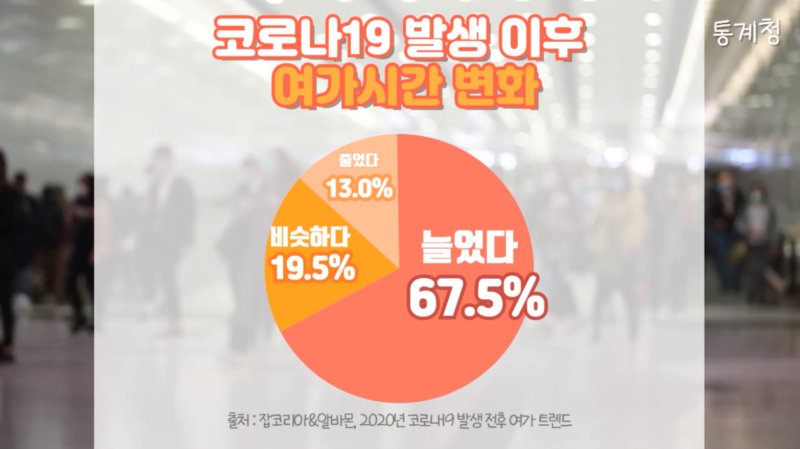 코로나19 발생 이후
여가시간 변화
통계청
줄었다
13.0%
비슷하다
19.5%
늘었다
67.5%
출처 : 잡코리아&알바몬, 2020년 코로나19 발생 전후 여가 트렌드